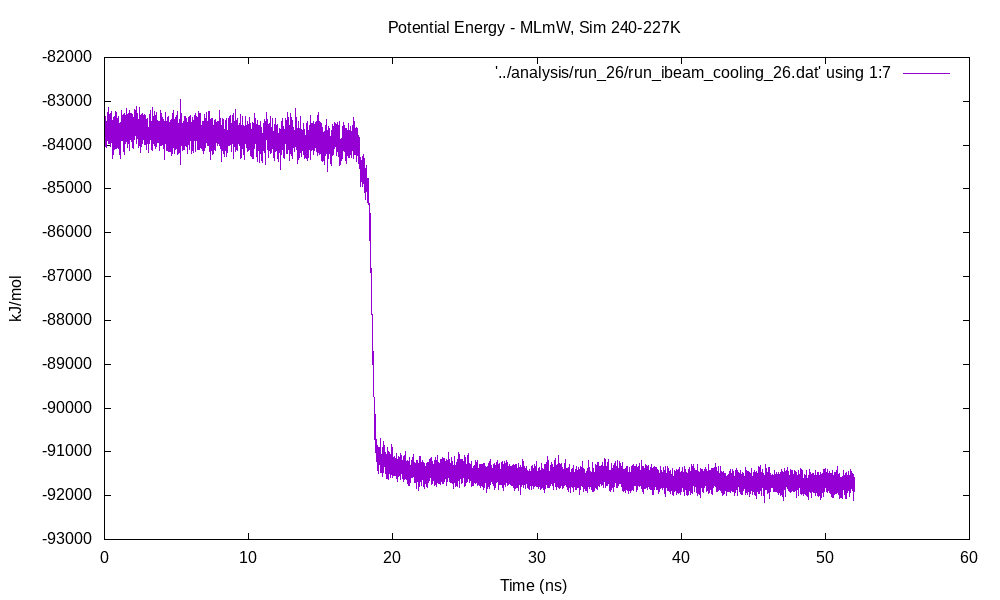 Potential Energy - MLmW, Sim 240-227K
'../analysis/run_26/run_ibeam_cooling_26.dat' using 1:7
-82000
-83000
-84000
-85000
-86000
-87000
-88000
-89000
-90000
-91000
-92000
-93000
kJ/mol
0 10 20 30 40 50 60
Time (ns)